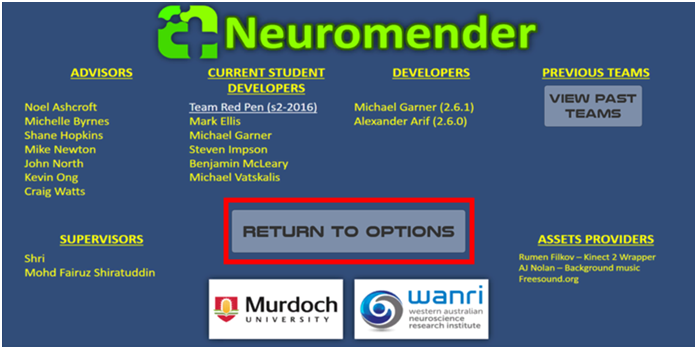 Neuromender
ADVISORS
Noel Ashcroft
Michelle Byrnes
Shane Hopkins
Mike Newton
John North
Kevin Ong
Craig Watts
CURRENT STUDENT
DEVELOPERS
Team Red Pen (s2-2016)
Mark Ellis
Michael Garner
Steven Impson
Benjamin McLeary
Michael Vatskalis
DEVELOPERS
Michael Garner (2.6.1)
Alexander Arif (2.6.0)
PREVIOUS TEAMS
VIEW PAST
TEAMS
RETURN TO OPTIONS
SUPERVISORS
Shri
Mohd Fairuz Shiratuddin
ASSETS PROVIDERS
Rumen Filkov – Kinect 2 Wrapper
AJ Nolan – Background music
Freesound.org
Murdoch
UNIVERSITY
wanri
western australian
neuroscience
research institute